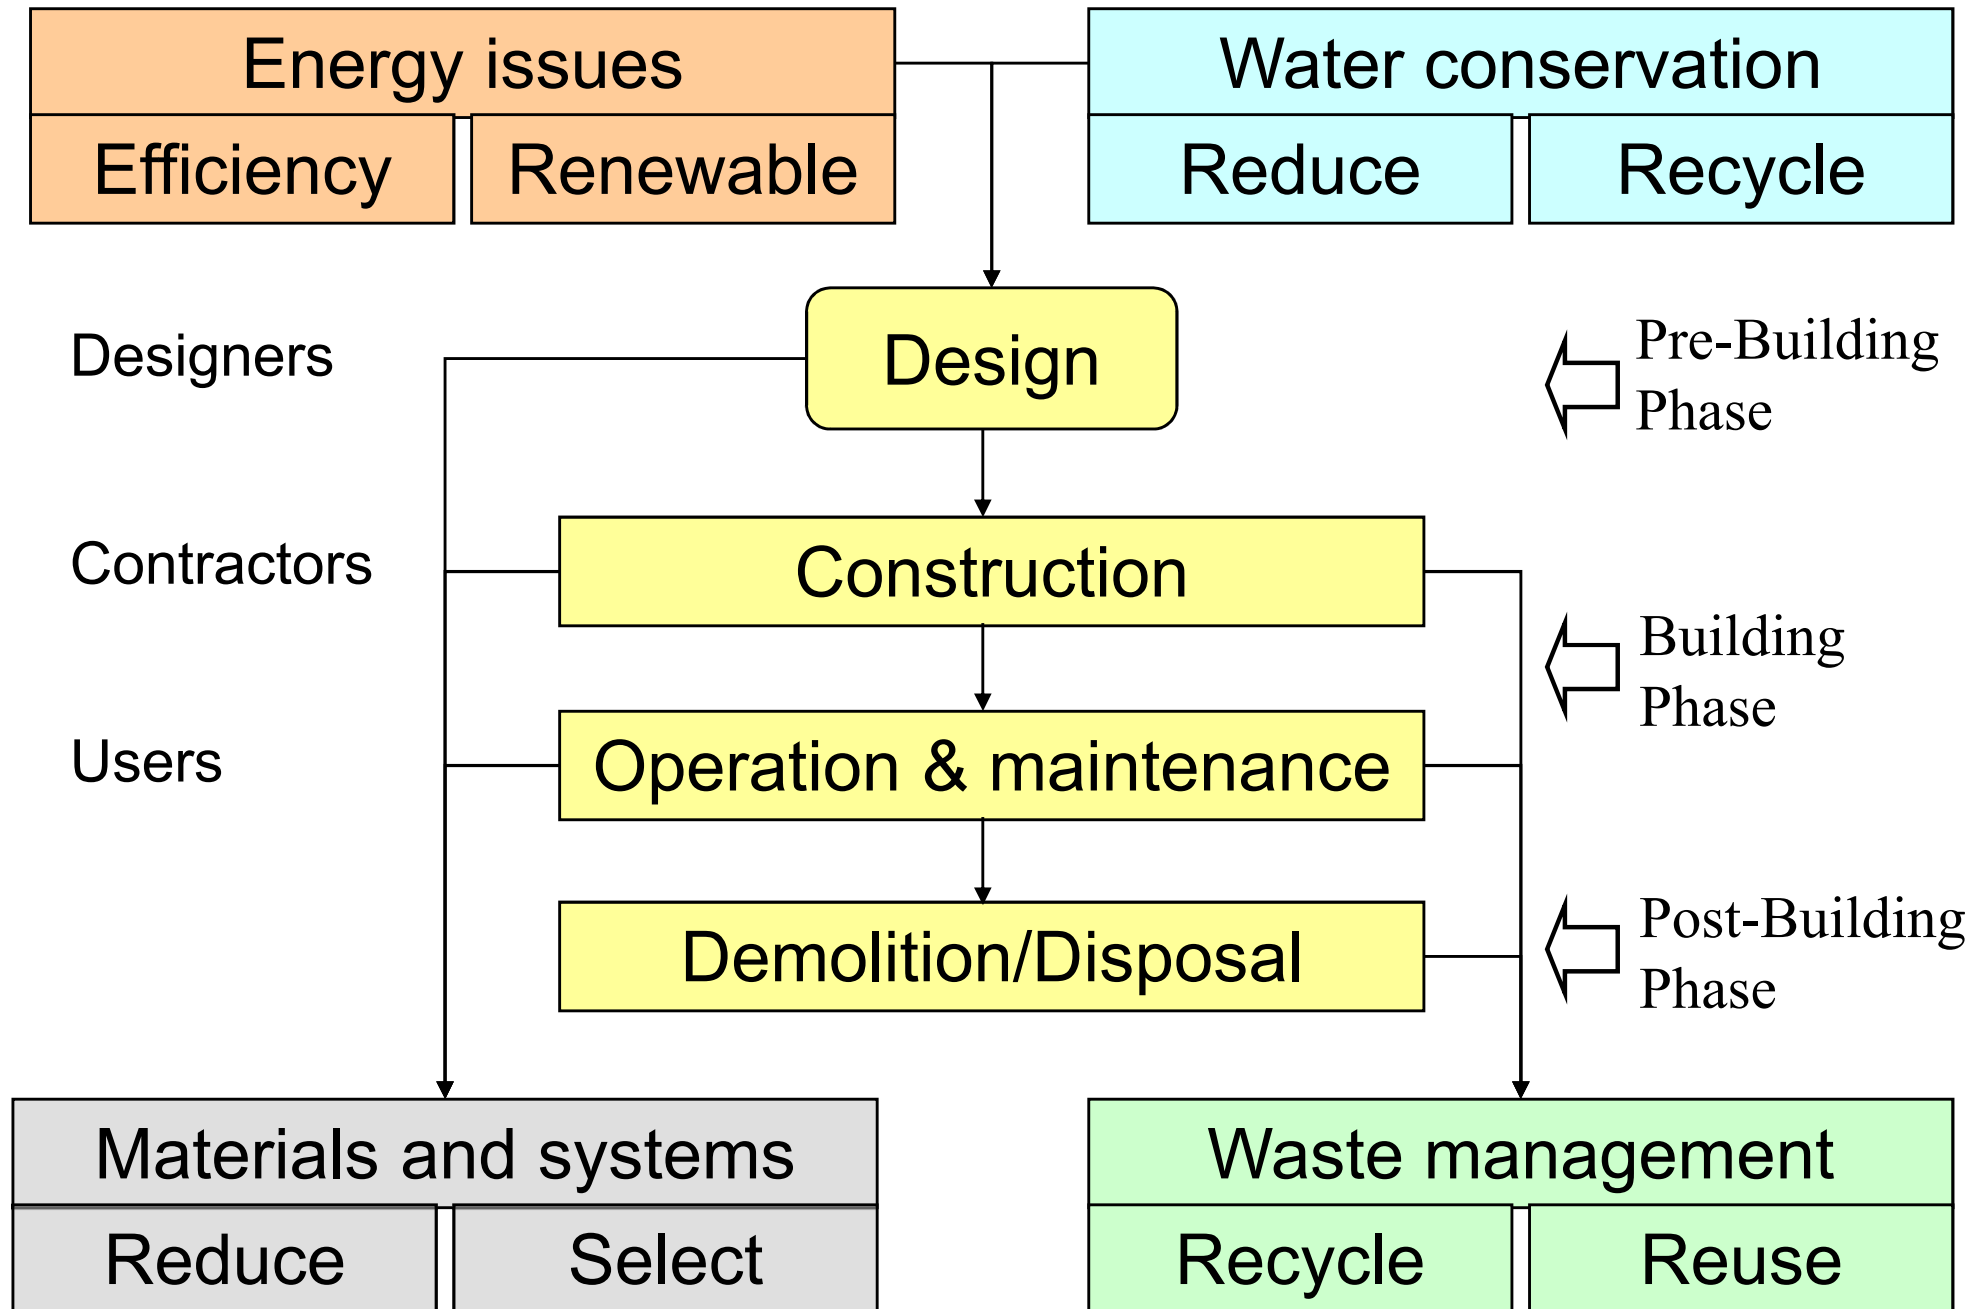 Energy issues
Water conservation
Efficiency
Renewable
Reduce
Recycle
Designers
Design
Pre-Building
Phase
Contractors
Construction
Building
Phase
Users
Operation & maintenance
Demolition/Disposal
Post-Building
Phase
Materials and systems
Waste management
Reduce
Select
Recycle
Reuse